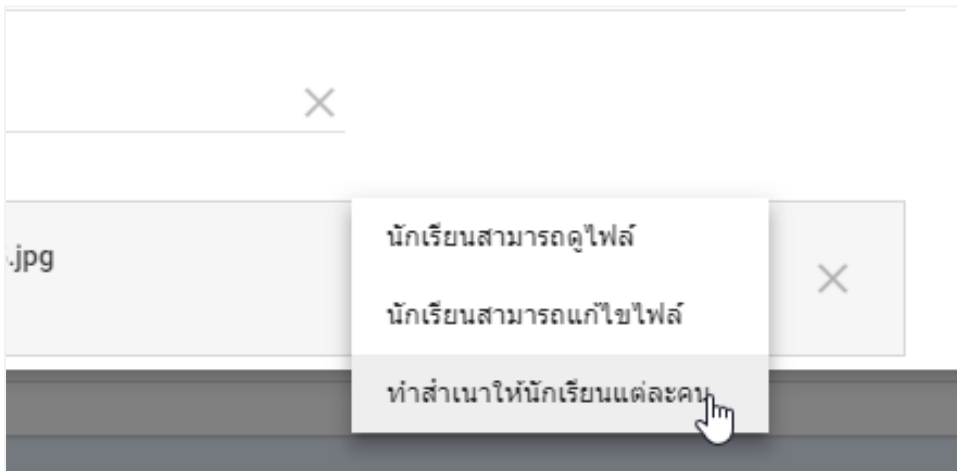 .jpg
นักเรียนสามารถดูไฟล์
นักเรียนสามารถแก้ไขไฟล์
ทำสำเนาให้นักเรียนแต่ละคน